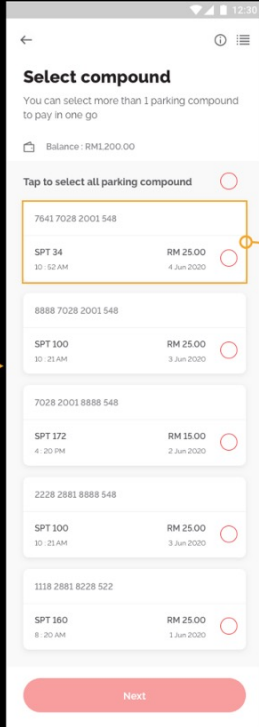 12:30
Select compound
You can select more than 1 parking compound
to pay in one go
Balance : RM1,200.00
Tap to select all parking compound
7641 7028 2001 548
SPT 34 RM 25.00
10 : 52 AM 4 Jun 2020
8888 7028 2001 548
SPT 100 RM 25.00
10 : 21 AM 3 Jun 2020
7028 2001 8888 548
SPT 172 RM 15.00
4 : 20 PM 2 Jun 2020
2228 2881 8888 548
SPT 100 RM 25.00
10 : 21 AM 3 Jun 2020
1118 2881 8228 522
SPT 160 RM 25.00
8 : 20 AM 1 Jun 2020
Next